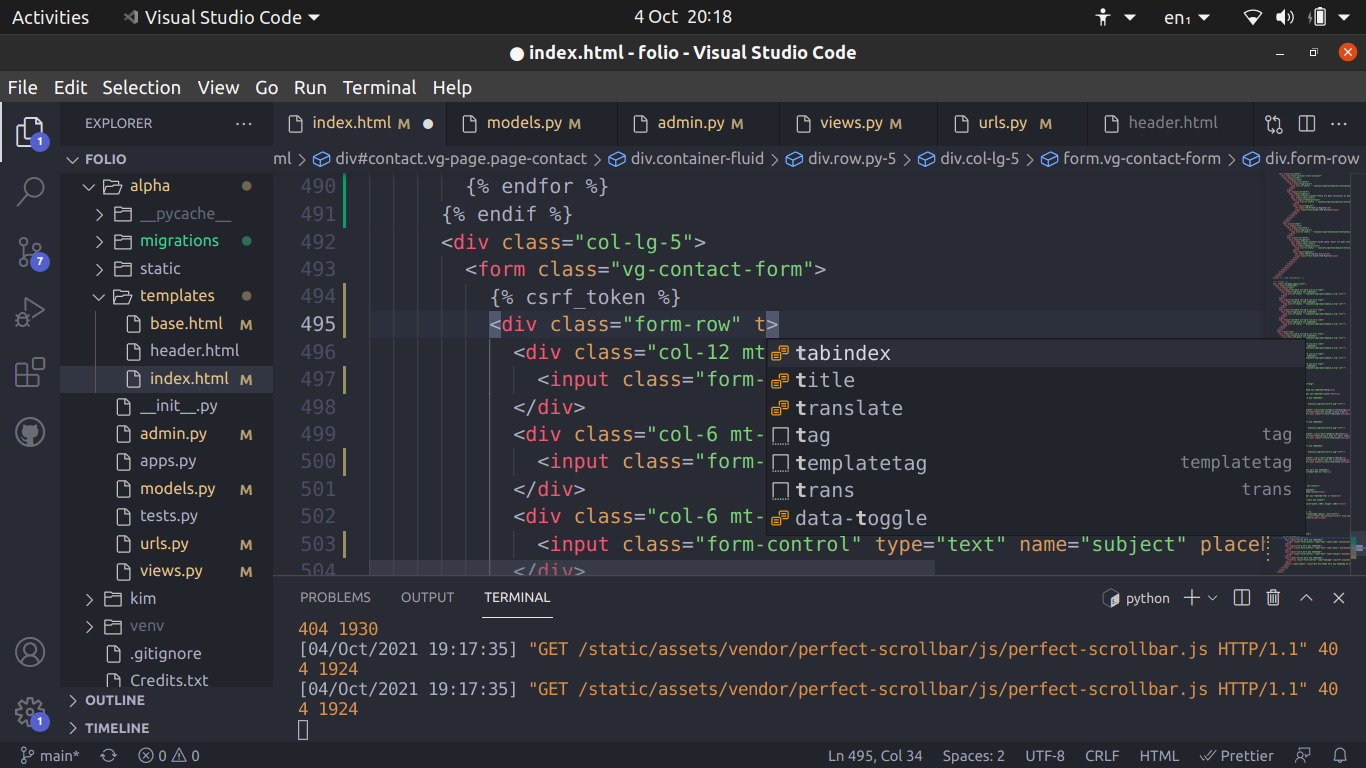 Activities Visual Studio Code 4 Oct 20:18 en₁
index.html - folio - Visual Studio Code
File Edit Selection View Go Run Terminal Help
EXPLORER ··· index.html M models.py M admin.py M views.py M urls.py M header.html ···
ml > div#contact.vg-page.page-contact > div.container-fluid > div.row.py-5 > div.col-lg-5 > form.vg-contact-form > div.form-row
1
FOLIO
alpha
__pycache__
migrations
static
templates
base.html M
header.html
index.html M
__init__.py
admin.py M
apps.py
models.py M
tests.py
urls.py M
views.py M
kim
venv
.gitignore
Credits.txt
OUTLINE
TIMELINE
7
1
490 {% endfor %}
491 {% endif %}
492 <div class="col-lg-5">
493 <form class="vg-contact-form">
494 {% csrf_token %}
495 <div class="form-row" t>
496 <div class="col-12 mt-
497 <input class="form-
498 </div>
499 <div class="col-6 mt-
500 <input class="form-
501 </div>
502 <div class="col-6 mt-
503 <input class="form-control" type="text" name="subject" placel
504 </div>
tabindex
title
translate
tag tag
templatetag templatetag
trans trans
data-toggle
PROBLEMS OUTPUT TERMINAL python
404 1930
[04/Oct/2021 19:17:35] "GET /static/assets/vendor/perfect-scrollbar/js/perfect-scrollbar.js HTTP/1.1" 40
4 1924
[04/Oct/2021 19:17:35] "GET /static/assets/vendor/perfect-scrollbar/js/perfect-scrollbar.js HTTP/1.1" 40
4 1924
main* 0 0 Ln 495, Col 34 Spaces: 2 UTF-8 CRLF HTML Prettier